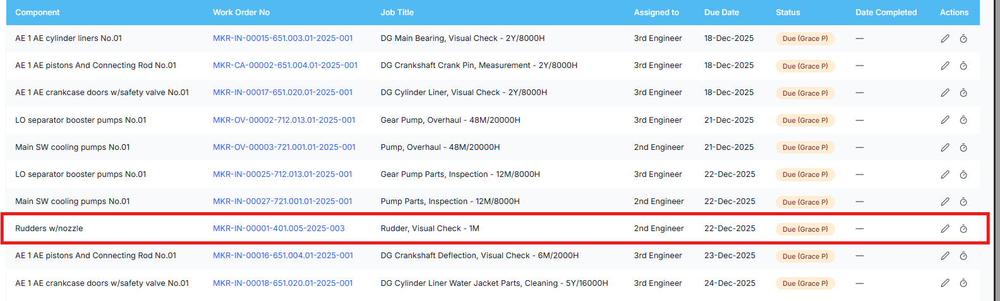 Component Work Order No Job Title Assigned to Due Date Status Date Completed Actions
AE 1 AE cylinder liners No.01 MKR-IN-00015-651.003.01-2025-001 DG Main Bearing, Visual Check - 2Y/8000H 3rd Engineer 18-Dec-2025 Due (Grace P) —
AE 1 AE pistons And Connecting Rod No.01 MKR-CA-00002-651.004.01-2025-001 DG Crankshaft Crank Pin, Measurement - 2Y/8000H 3rd Engineer 18-Dec-2025 Due (Grace P) —
AE 1 AE crankcase doors w/safety valve No.01 MKR-IN-00017-651.020.01-2025-001 DG Cylinder Liner, Visual Check - 2Y/8000H 3rd Engineer 18-Dec-2025 Due (Grace P) —
LO separator booster pumps No.01 MKR-OV-00002-712.013.01-2025-001 Gear Pump, Overhaul - 48M/20000H 3rd Engineer 21-Dec-2025 Due (Grace P) —
Main SW cooling pumps No.01 MKR-OV-00003-721.001.01-2025-001 Pump, Overhaul - 48M/20000H 2nd Engineer 21-Dec-2025 Due (Grace P) —
LO separator booster pumps No.01 MKR-IN-00025-712.013.01-2025-001 Gear Pump Parts, Inspection - 12M/8000H 3rd Engineer 22-Dec-2025 Due (Grace P) —
Main SW cooling pumps No.01 MKR-IN-00027-721.001.01-2025-001 Pump Parts, Inspection - 12M/8000H 2nd Engineer 22-Dec-2025 Due (Grace P) —
Rudders w/nozzle MKR-IN-00001-401.005-2025-003 Rudder, Visual Check - 1M 2nd Engineer 22-Dec-2025 Due (Grace P) —
AE 1 AE pistons And Connecting Rod No.01 MKR-IN-00016-651.004.01-2025-001 DG Crankshaft Deflection, Visual Check - 6M/2000H 3rd Engineer 23-Dec-2025 Due (Grace P) —
AE 1 AE crankcase doors w/safety valve No.01 MKR-IN-00018-651.020.01-2025-001 DG Cylinder Liner Water Jacket Parts, Cleaning - 5Y/16000H 3rd Engineer 24-Dec-2025 Due (Grace P) —